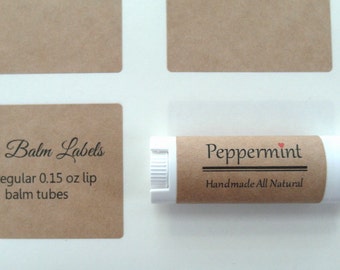 Balm Labels
egular 0.15 oz lip
balm tubes
Peppermint
Handmade All Natural